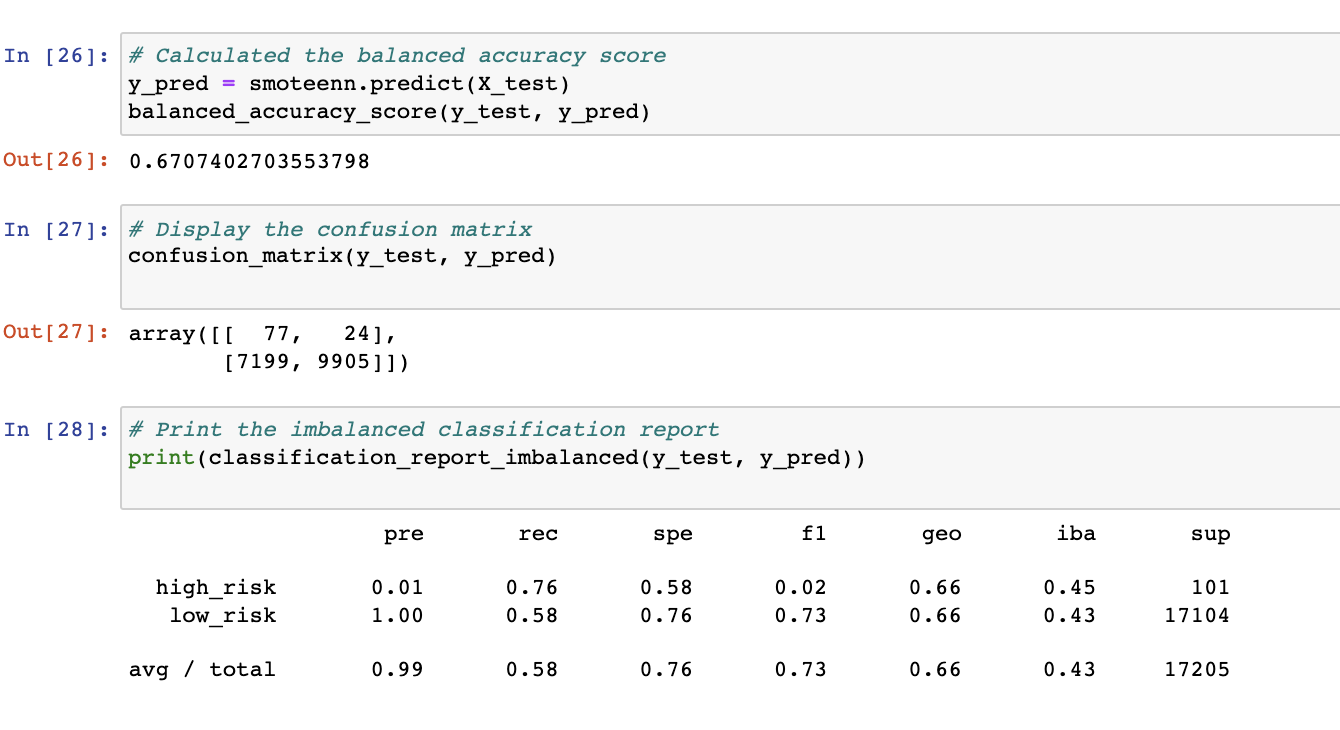 In [26]: # Calculated the balanced accuracy score
y_pred = smoteenn.predict(X_test)
balanced_accuracy_score(y_test, y_pred)
Out[26]: 0.6707402703553798
In [27]: # Display the confusion matrix
confusion_matrix(y_test, y_pred)
Out[27]: array([[  77,   24],
       [7199, 9905]])
In [28]: # Print the imbalanced classification report
print(classification_report_imbalanced(y_test, y_pred))
pre rec spe f1 geo iba sup
high_risk 0.01 0.76 0.58 0.02 0.66 0.45 101
low_risk 1.00 0.58 0.76 0.73 0.66 0.43 17104
avg / total 0.99 0.58 0.76 0.73 0.66 0.43 17205